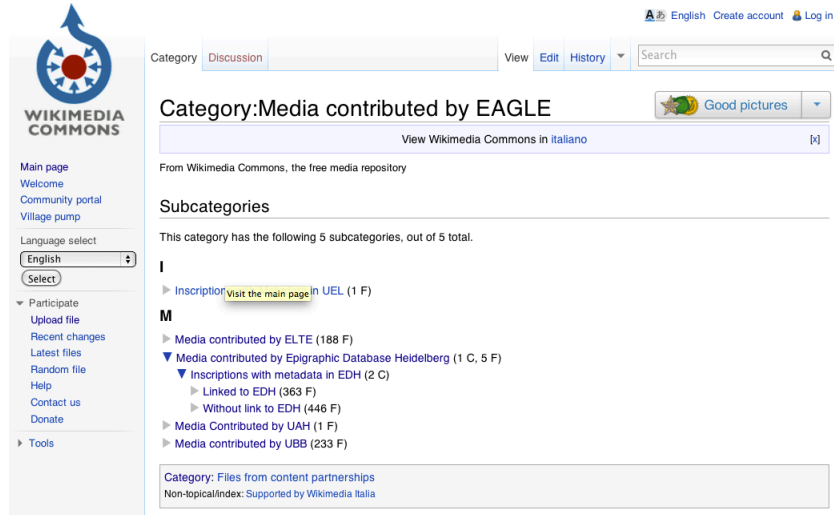 Aあ English Create account Log in
Category Discussion View Edit History Search
WIKIMEDIA
COMMONS
Category:Media contributed by EAGLE
Good pictures
View Wikimedia Commons in italiano [x]
From Wikimedia Commons, the free media repository
Main page
Welcome
Community portal
Village pump
Language select
English
Select
Participate
Upload file
Recent changes
Latest files
Random file
Help
Contact us
Donate
Tools
Subcategories
This category has the following 5 subcategories, out of 5 total.
I
Inscription in UEL (1 F)
Visit the main page
M
Media contributed by ELTE (188 F)
Media contributed by Epigraphic Database Heidelberg (1 C, 5 F)
Inscriptions with metadata in EDH (2 C)
Linked to EDH (363 F)
Without link to EDH (446 F)
Media Contributed by UAH (1 F)
Media contributed by UBB (233 F)
Category: Files from content partnerships
Non-topical/index: Supported by Wikimedia Italia